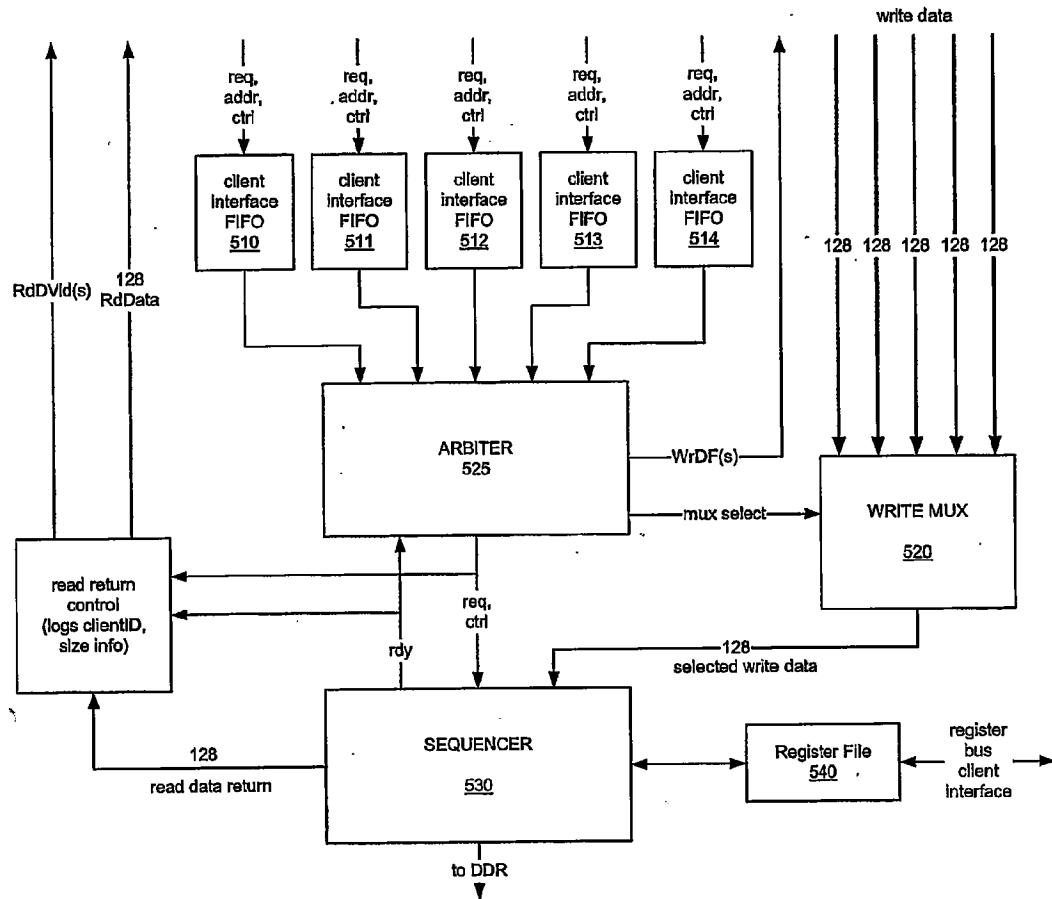 write data
req,
addr,
ctrl
req,
addr,
ctrl
req,
addr,
ctrl
req,
addr,
ctrl
req,
addr,
ctrl
client
interface
FIFO
510
client
interface
FIFO
511
client
interface
FIFO
512
client
interface
FIFO
513
client
interface
FIFO
514
RdDVld(s)
128
RdData
128
128
128
128
128
ARBITER
525
WrDF(s)
mux select
WRITE MUX
520
read return
control
(logs clientID,
size info)
req,
ctrl
rdy
128
selected write data
SEQUENCER
530
128
read data return
Register File
540
register
bus
client
interface
to DDR